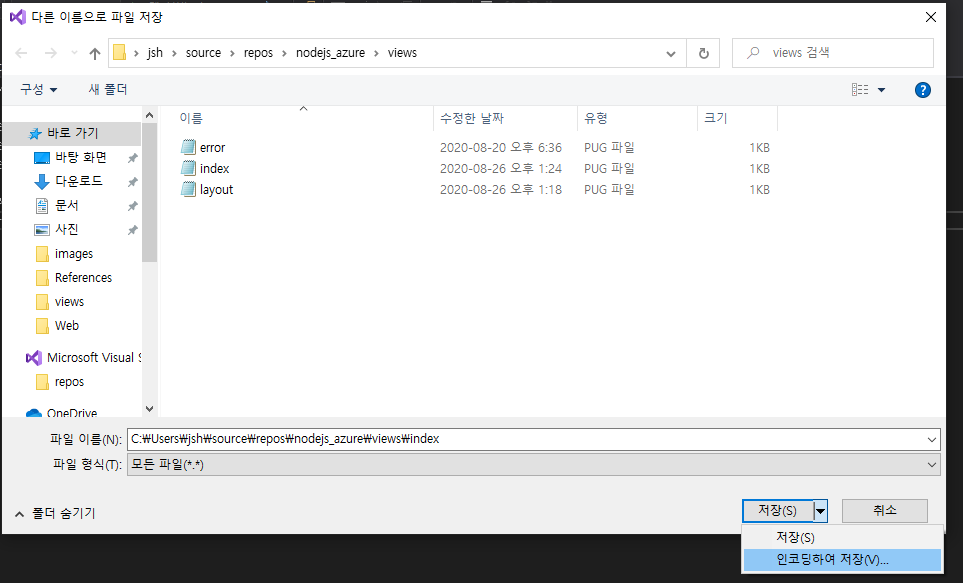 다른 이름으로 파일 저장
jsh > source > repos > nodejs_azure > views
views 검색
구성
새 폴더
이름 수정한 날짜 유형 크기
error 2020-08-20 오후 6:36 PUG 파일 1KB
index 2020-08-26 오후 1:24 PUG 파일 1KB
layout 2020-08-26 오후 1:18 PUG 파일 1KB
바로 가기
바탕 화면
다운로드
문서
사진
images
References
views
Web
Microsoft Visual S
repos
OneDrive
파일 이름(N): C:₩Users₩jsh₩source₩repos₩nodejs_azure₩views₩index
파일 형식(T): 모든 파일(*.*)
폴더 숨기기
저장(S)
취소
저장(S)
인코딩하여 저장(V)...